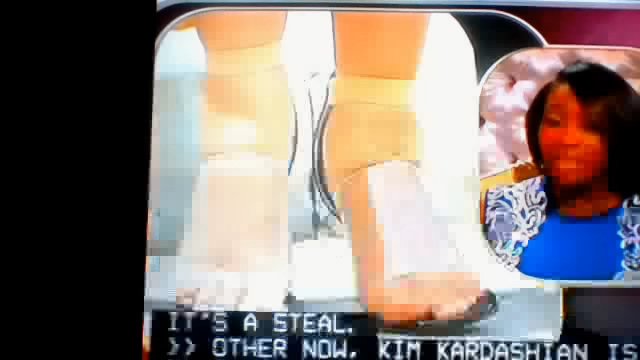 IT'S A STEAL.
>> OTHER NOW, KIM KARDASHIAN IS